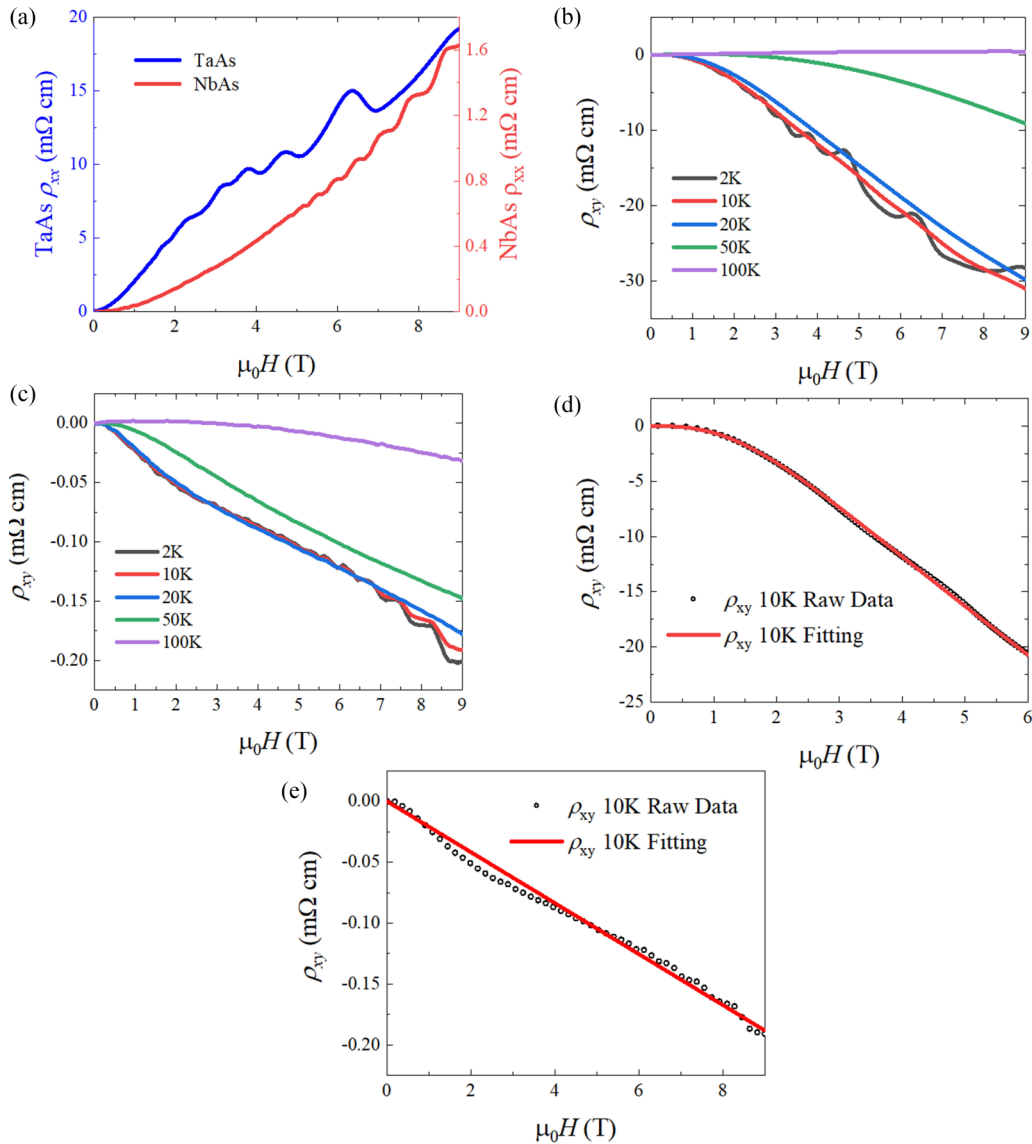 (a)
20
15
10
5
0
TaAs ρxx (mΩ cm)
TaAs
NbAs
1.6
1.2
0.8
0.4
0.0
NbAs ρxx (mΩ cm)
0 2 4 6 8
μ0H (T)
(b)
0
-10
-20
-30
ρxy (mΩ cm)
2K
10K
20K
50K
100K
0 1 2 3 4 5 6 7 8 9
μ0H (T)
(c)
0.00
-0.05
-0.10
-0.15
-0.20
ρxy (mΩ cm)
2K
10K
20K
50K
100K
0 1 2 3 4 5 6 7 8 9
μ0H (T)
(d)
0
-5
-10
-15
-20
-25
ρxy (mΩ cm)
ρxy 10K Raw Data
ρxy 10K Fitting
0 1 2 3 4 5 6
μ0H (T)
(e)
0.00
-0.05
-0.10
-0.15
-0.20
ρxy (mΩ cm)
ρxy 10K Raw Data
ρxy 10K Fitting
0 2 4 6 8
μ0H (T)